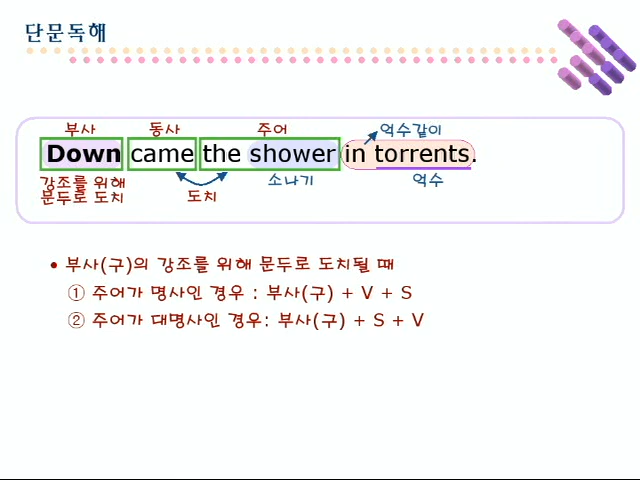 단문독해
부사 동사 주어 억수같이
Down came the shower in torrents.
강조를 위해 소나기 억수
문두로 도치 도치
• 부사(구)의 강조를 위해 문두로 도치될 때
① 주어가 명사인 경우 : 부사(구) + V + S
② 주어가 대명사인 경우: 부사(구) + S + V